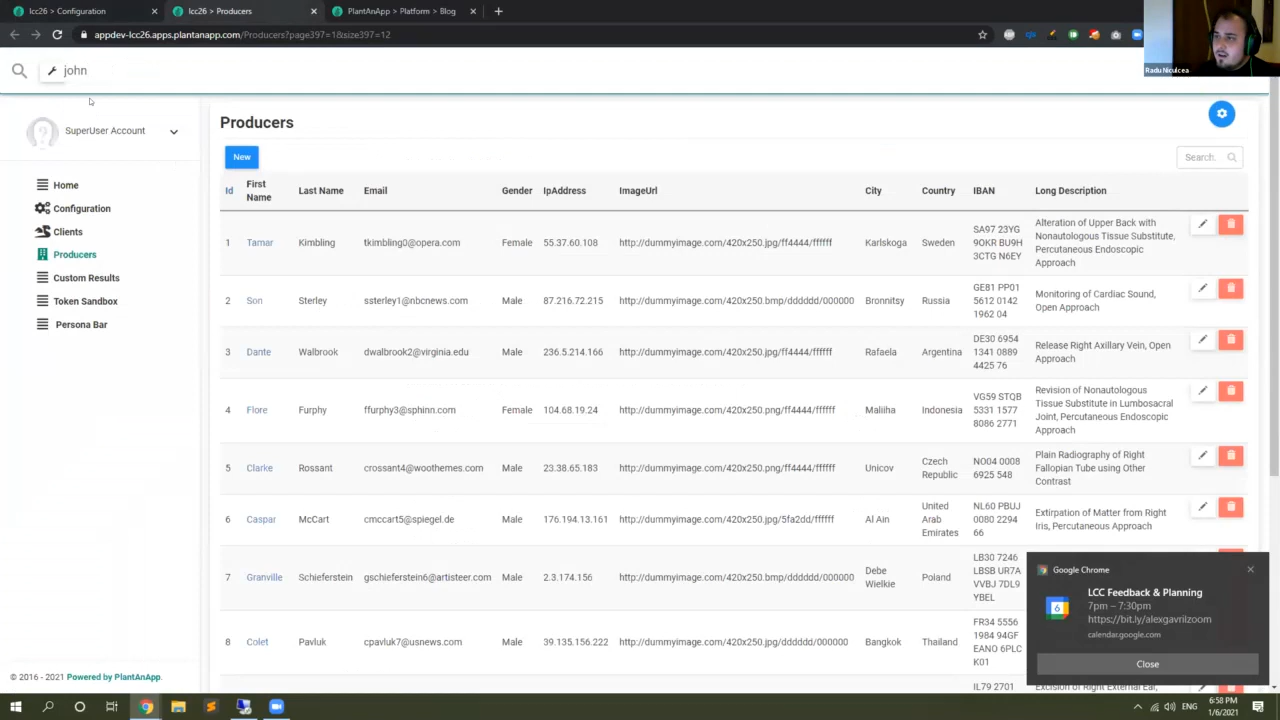 lcc26 > Configuration
lcc26 > Producers
PlantAnApp > Platform > Blog
appdev-lcc26.apps.plantanapp.com/Producers?page397=1&size397=12
Radu Niculcea
john
SuperUser Account
Home
Configuration
Clients
Producers
Custom Results
Token Sandbox
Persona Bar
© 2016 - 2021 Powered by PlantAnApp.
Producers
New
Search.
Id First Name Last Name Email Gender IpAddress ImageUrl City Country IBAN Long Description
1 Tamar Kimbling tkimbling0@opera.com Female 55.37.60.108 http://dummyimage.com/420x250.jpg/ff4444/ffffff Karlskoga Sweden SA97 23YG 9OKR BU9H 3CTG N6EY Alteration of Upper Back with Nonautologous Tissue Substitute, Percutaneous Endoscopic Approach
2 Son Sterley ssterley1@nbcnews.com Male 87.216.72.215 http://dummyimage.com/420x250.bmp/dddddd/000000 Bronnitsy Russia GE81 PP01 5612 0142 1962 04 Monitoring of Cardiac Sound, Open Approach
3 Dante Walbrook dwalbrook2@virginia.edu Male 236.5.214.166 http://dummyimage.com/420x250.jpg/ff4444/ffffff Rafaela Argentina DE30 6954 1341 0889 4425 76 Release Right Axillary Vein, Open Approach
4 Flore Furphy ffurphy3@sphinn.com Female 104.68.19.24 http://dummyimage.com/420x250.png/ff4444/ffffff Maliiha Indonesia VG59 STQB 5331 1577 8086 2771 Revision of Nonautologous Tissue Substitute in Lumbosacral Joint, Percutaneous Endoscopic Approach
5 Clarke Rossant crossant4@woothemes.com Male 23.38.65.183 http://dummyimage.com/420x250.png/ff4444/ffffff Unicov Czech Republic NO04 0008 6925 548 Plain Radiography of Right Fallopian Tube using Other Contrast
6 Caspar McCart cmccart5@spiegel.de Male 176.194.13.161 http://dummyimage.com/420x250.jpg/5fa2dd/ffffff Al Ain United Arab Emirates NL60 PBUJ 0080 2294 66 Extirpation of Matter from Right Iris, Percutaneous Approach
7 Granville Schieferstein gschieferstein6@artisteer.com Male 2.3.174.156 http://dummyimage.com/420x250.bmp/dddddd/000000 Debe Wielkie Poland LB30 7246 LBSB UR7A VVBJ 7DL9 YBEL
8 Colet Pavluk cpavluk7@usnews.com Male 39.135.156.222 http://dummyimage.com/420x250.jpg/dddddd/000000 Bangkok Thailand FR34 5556 1984 94GF EANO 6PLC K01
IL79 2701 Excision of Right External Ear,
Google Chrome
LCC Feedback & Planning
7pm – 7:30pm
https://bit.ly/alexgavrilzoom
calendar.google.com
Close
6
ENG
6:58 PM
1/6/2021